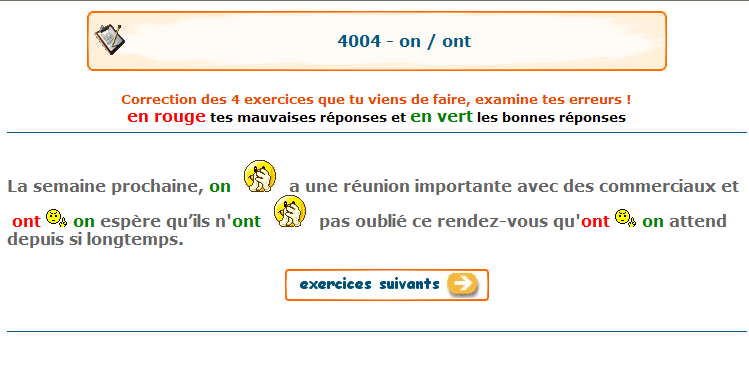 4004 - on / ont
Correction des 4 exercices que tu viens de faire, examine tes erreurs !
en rouge tes mauvaises réponses et en vert les bonnes réponses
La semaine prochaine, on a une réunion importante avec des commerciaux et
ont on espère qu’ils n'ont pas oublié ce rendez-vous qu'ont on attend
depuis si longtemps.
exercices suivants